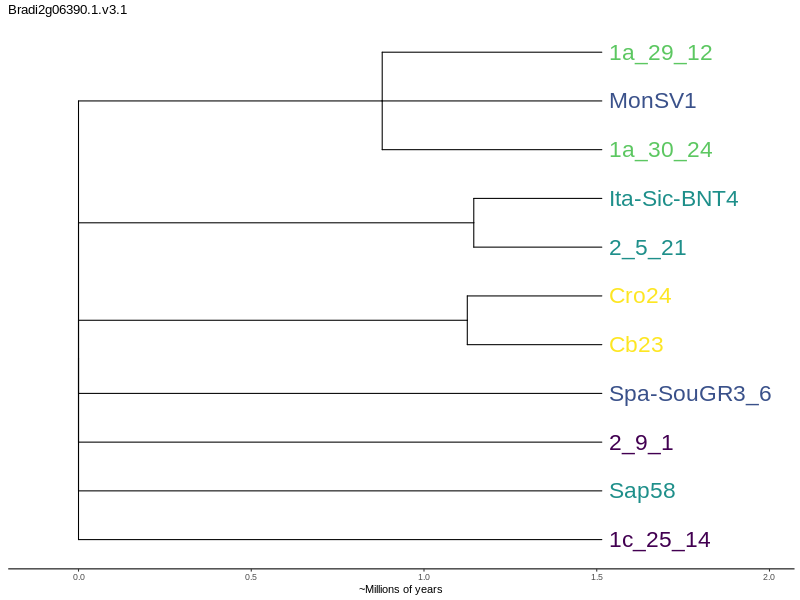 Bradi2g06390.1.v3.1
1a_29_12
MonSV1
1a_30_24
Ita-Sic-BNT4
2_5_21
Cro24
Cb23
Spa-SouGR3_6
2_9_1
Sap58
1c_25_14
0.0 0.5 1.0 1.5 2.0
~Millions of years